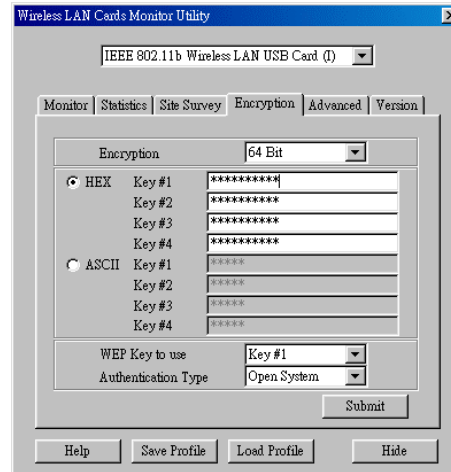 Wireless LAN Cards Monitor Utility
IEEE 802.11b Wireless LAN USB Card (I)
Monitor Statistics Site Survey Encryption Advanced Version
Encryption 64 Bit
HEX Key #1 **********
Key #2 **********
Key #3 **********
Key #4 **********
ASCII Key #1 *****
Key #2 *****
Key #3 *****
Key #4 *****
WEP Key to use Key #1
Authentication Type Open System
Submit
Help Save Profile Load Profile Hide